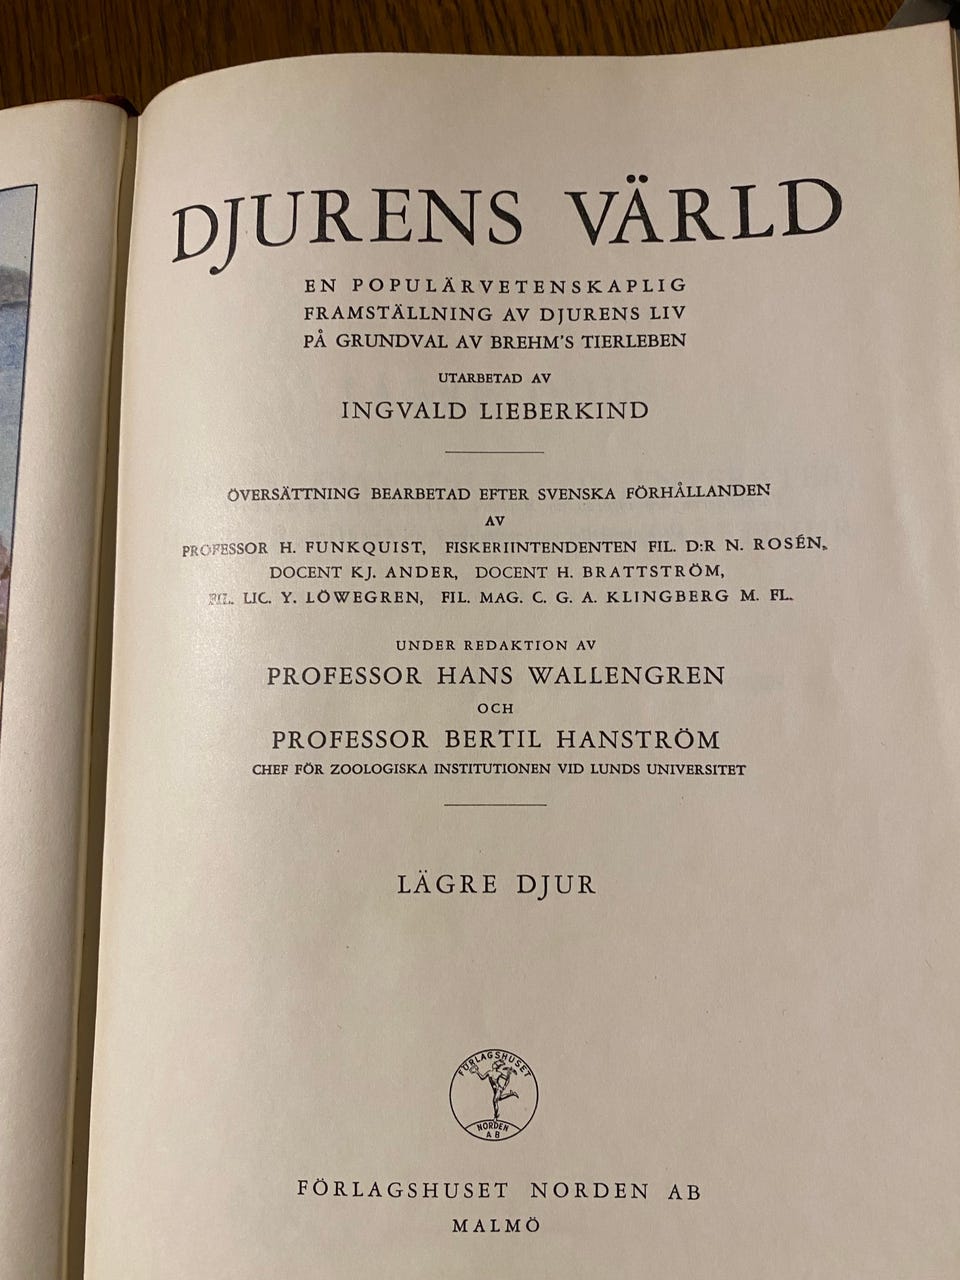 DJURENS VÄRLD
EN POPULÄRVETENSKAPLIG
FRAMSTÄLLNING AV DJURENS LIV
PÅ GRUNDVAL AV BREHM'S TIERLEBEN
UTARBETAD AV
INGVALD LIEBERKIND
ÖVERSÄTTNING BEARBETAD EFTER SVENSKA FÖRHÅLLANDEN
AV
PROFESSOR H. FUNKQUIST, FISKERIINTENDENTEN FIL. D:R N. ROSÉN,
DOCENT KJ. ANDER, DOCENT H. BRATTSTRÖM,
FIL. LIC. Y. LÖWEGREN, FIL. MAG. C. G. A. KLINGBERG M. FL.
UNDER REDAKTION AV
PROFESSOR HANS WALLENGREN
OCH
PROFESSOR BERTIL HANSTRÖM
CHEF FÖR ZOOLOGISKA INSTITUTIONEN VID LUNDS UNIVERSITET
LÄGRE DJUR
FÖRLAGSHUSET
NORDEN
AB
FÖRLAGSHUSET NORDEN AB
MALMÖ